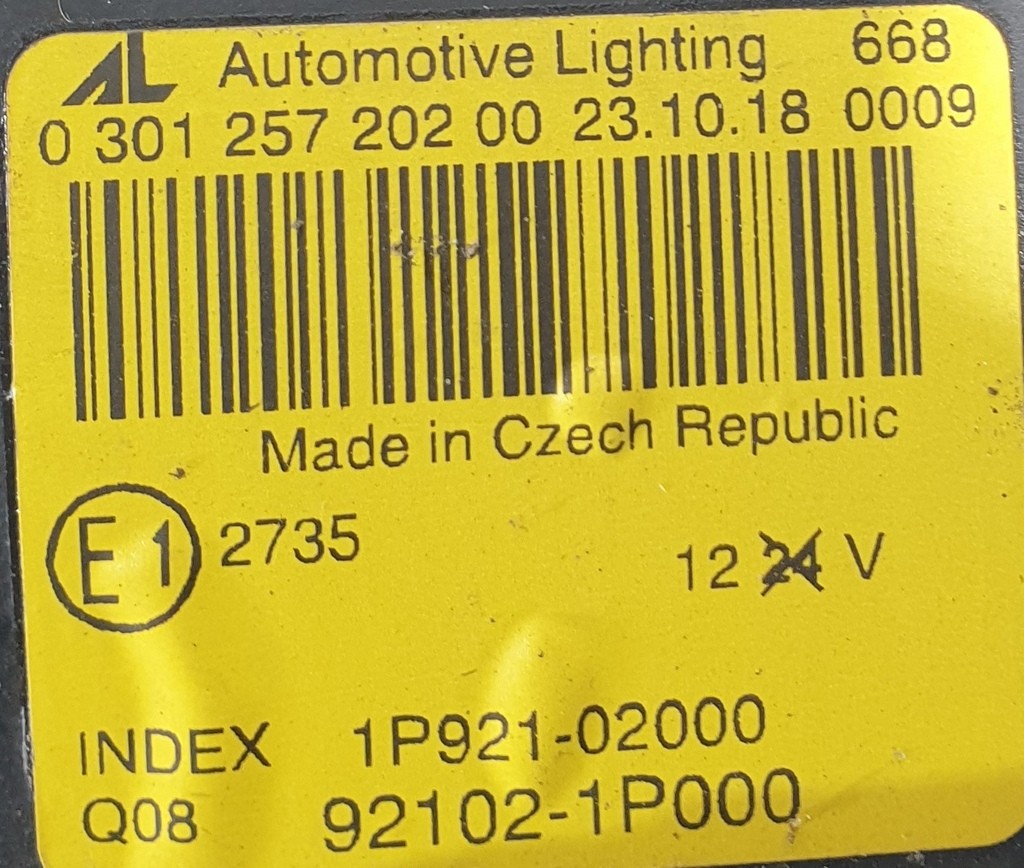 AL Automotive Lighting 668
0 301 257 202 00 23.10.18 0009
Made in Czech Republic
E1 2735 12 24 V
INDEX 1P921-02000
Q08 92102-1P000